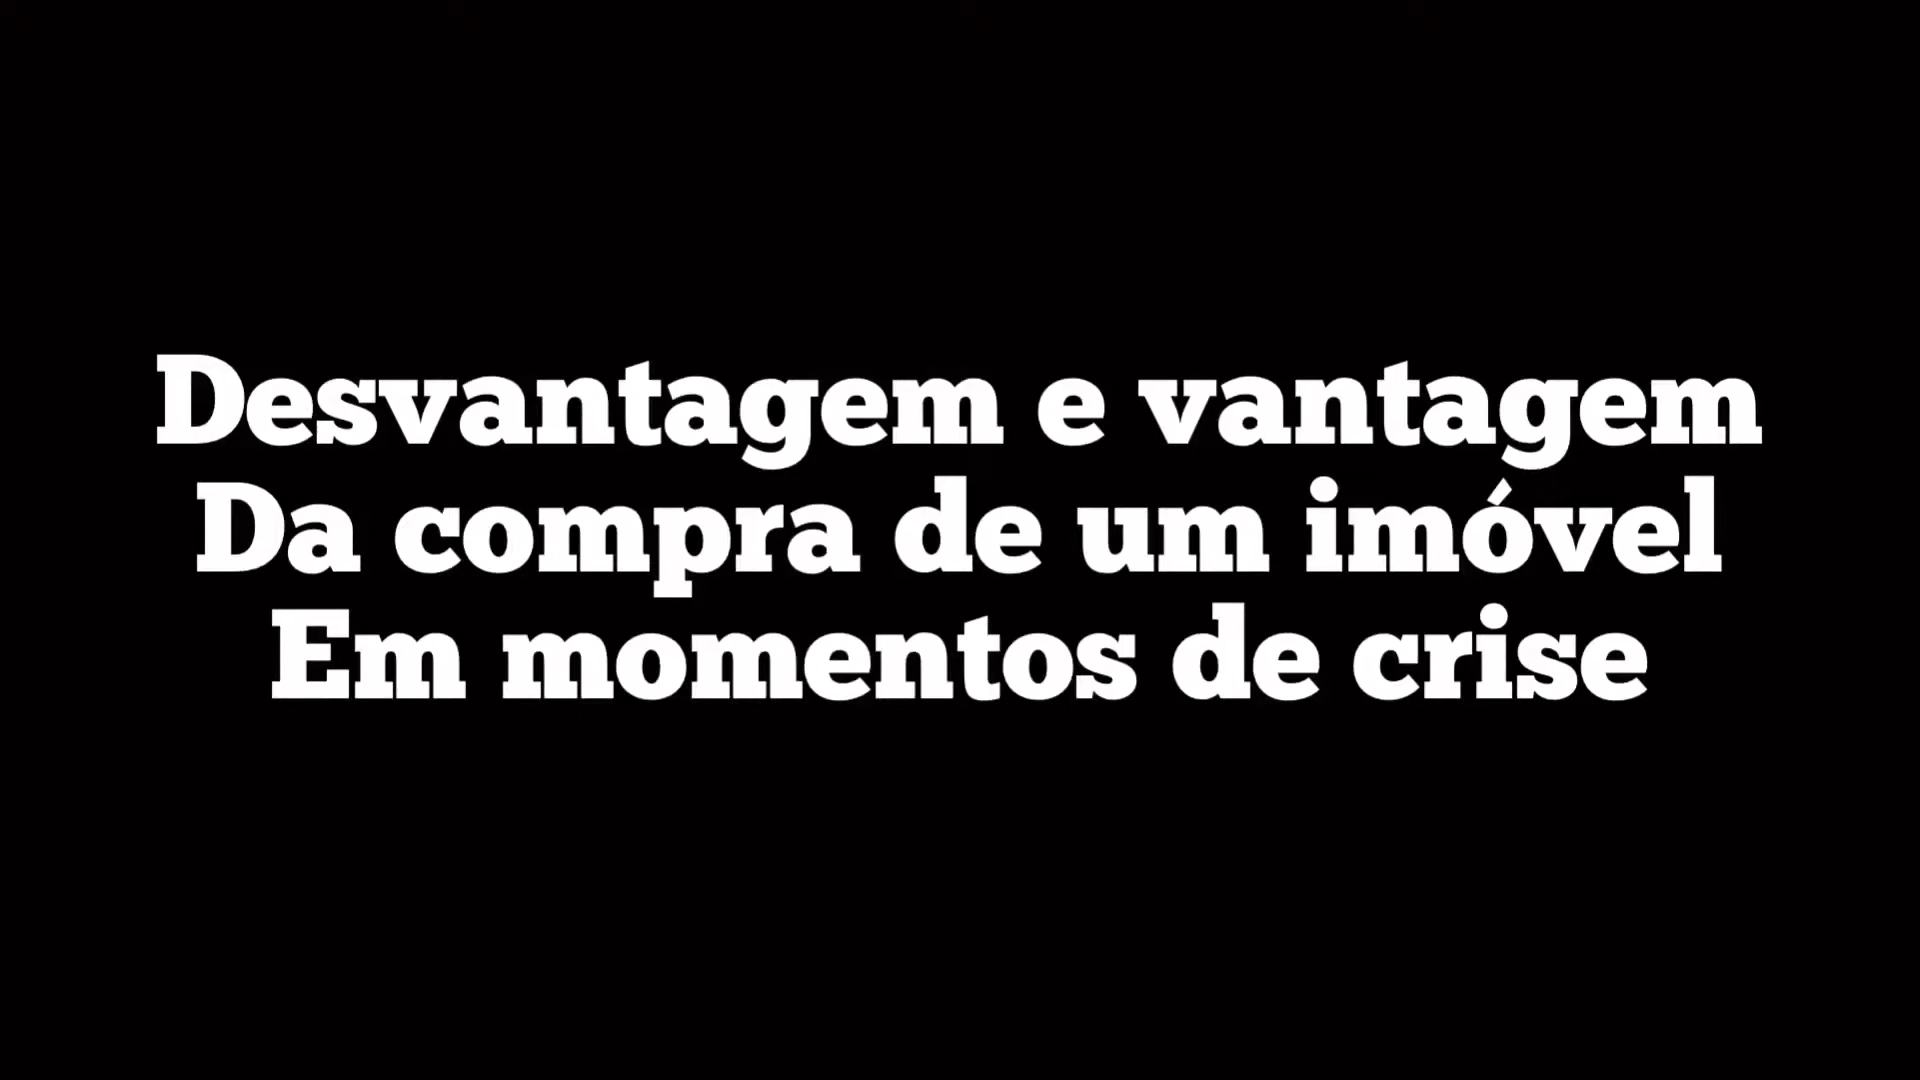 Desvantagem e vantagem
Da compra de um imóvel
Em momentos de crise